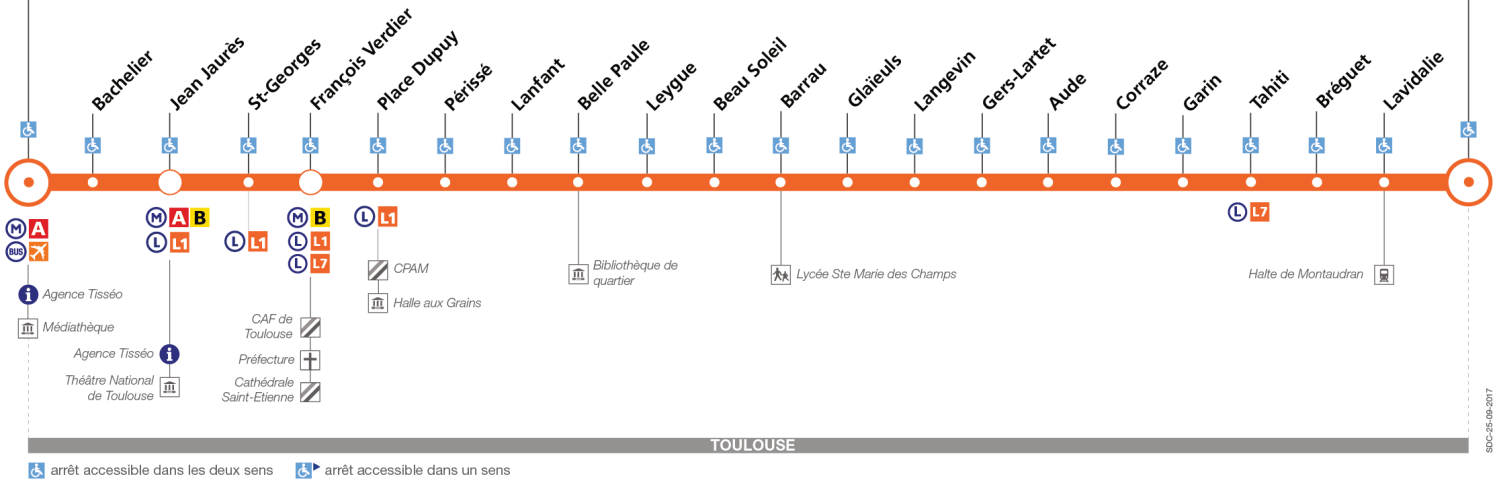 Bachelier
Jean Jaurès
St-Georges
François Verdier
Place Dupuy
Périssé
Lanfant
Belle Paule
Leygue
Beau Soleil
Barrau
Glaïeuls
Langevin
Gers-Lartet
Aude
Corraze
Garin
Tahiti
Bréguet
Lavidalie
M A
BUS
Agence Tisséo
Médiathèque
M A B
L L1
Agence Tisséo
Théâtre National
de Toulouse
L L1
M B
L L1
L L7
CAF de
Toulouse
Préfecture
Cathédrale
Saint-Etienne
L L1
CPAM
Halle aux Grains
Bibliothèque de
quartier
Lycée Ste Marie des Champs
L L7
Halte de Montaudran
TOULOUSE
arrêt accessible dans les deux sens
arrêt accessible dans un sens
SDC-25-09-2017